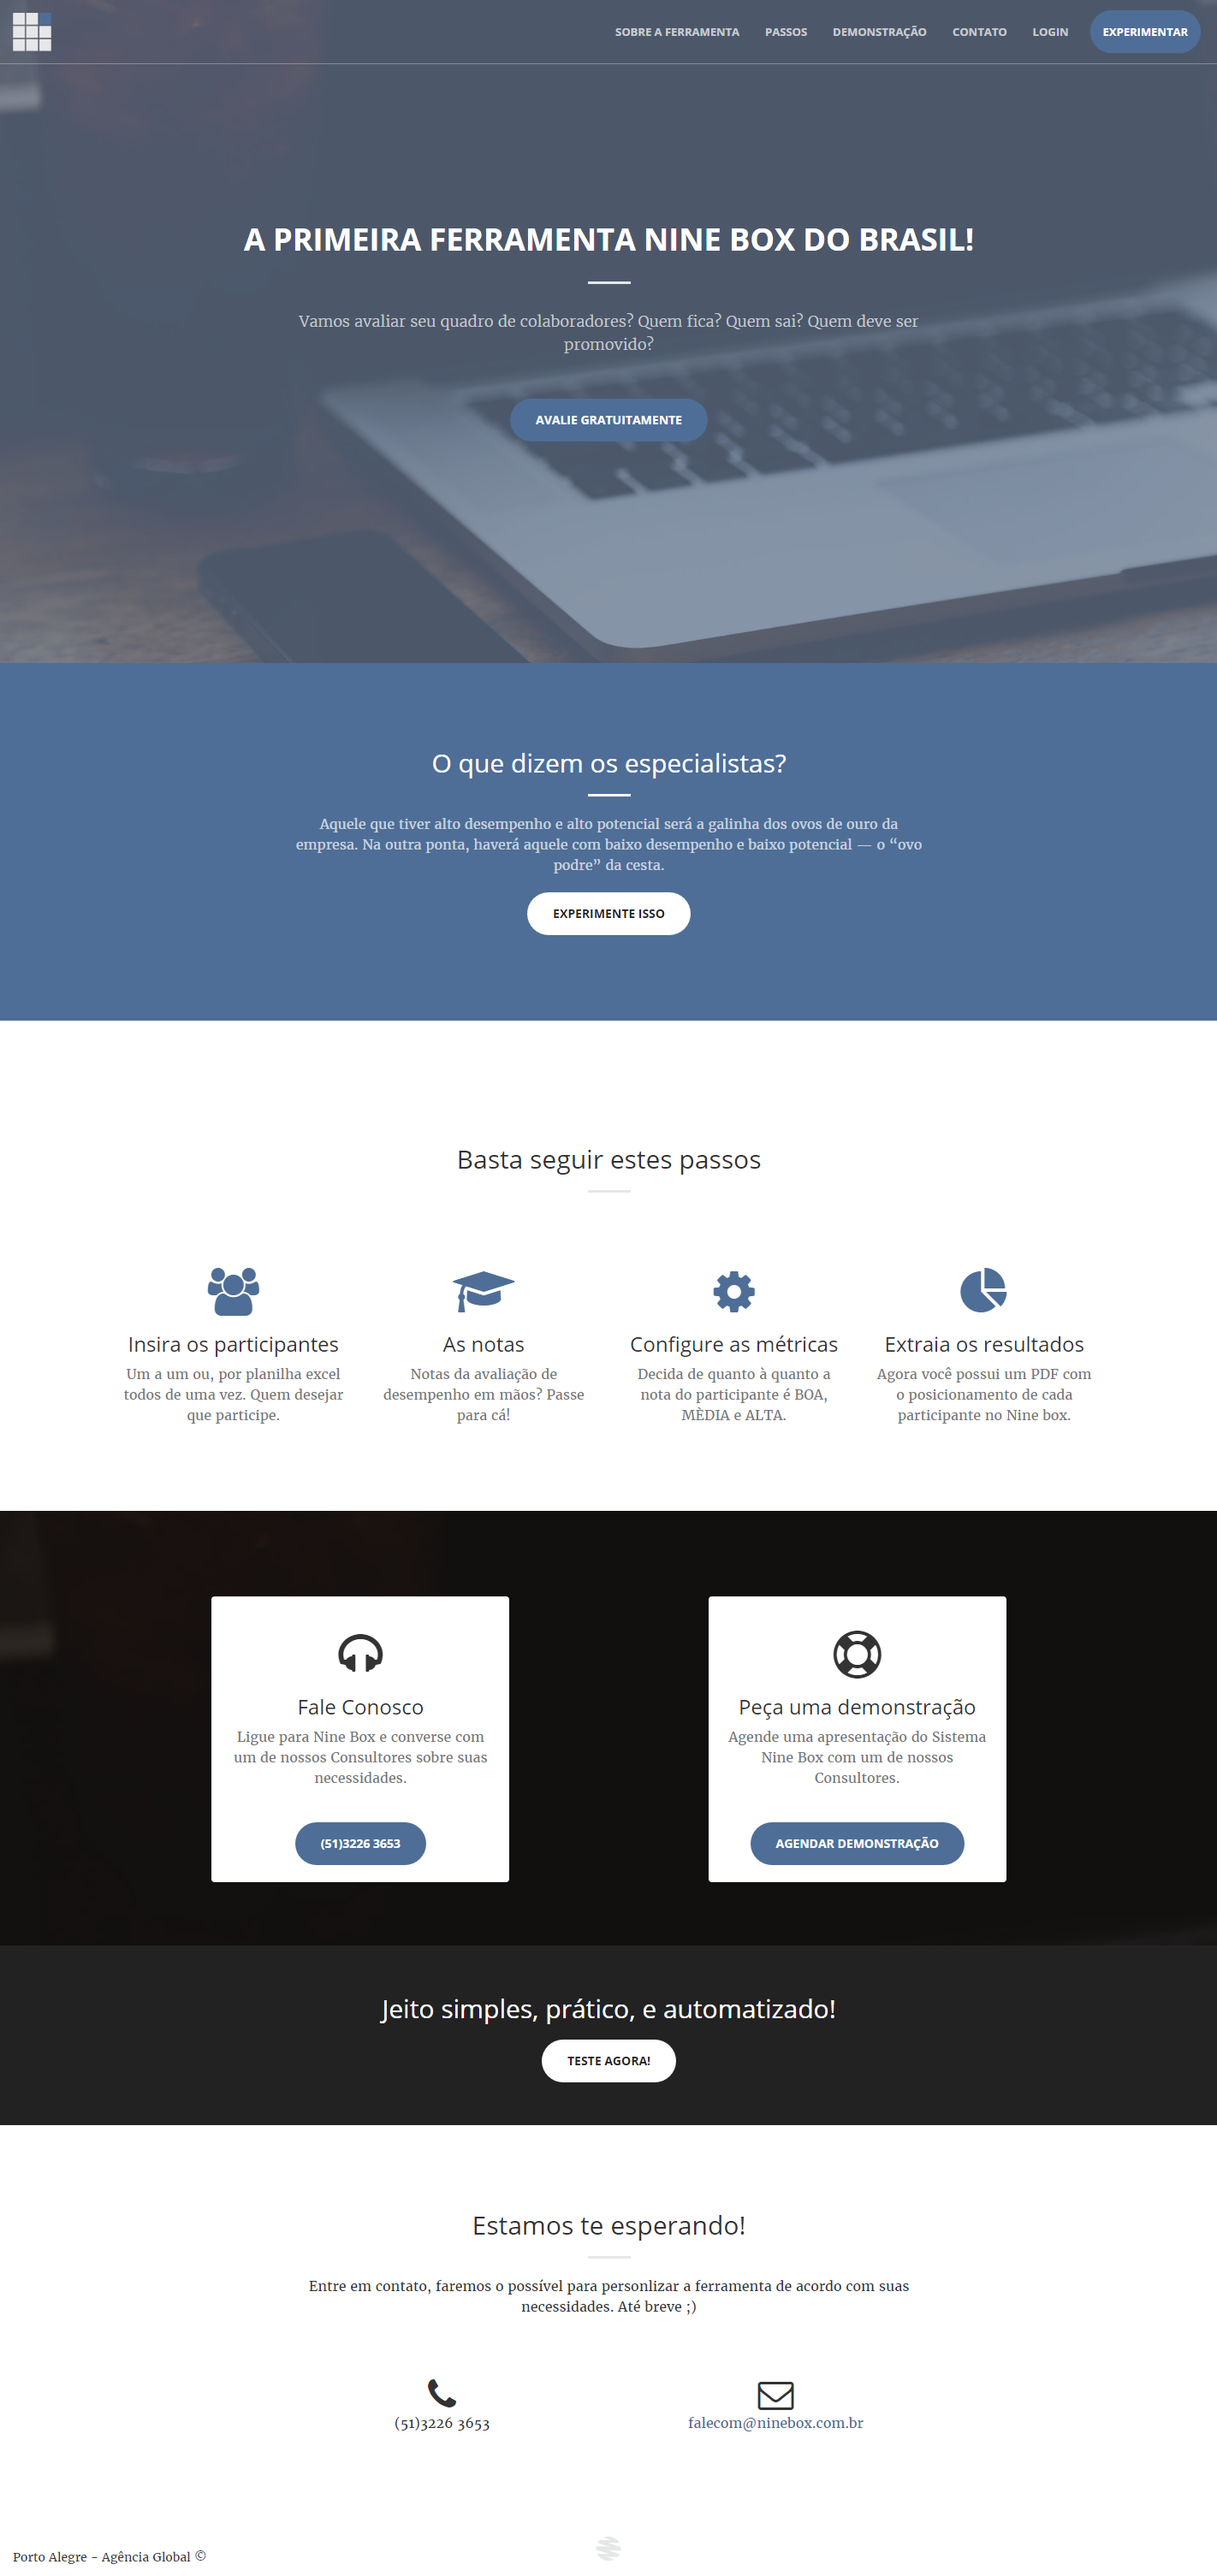 SOBRE A FERRAMENTA PASSOS DEMONSTRAÇÃO CONTATO LOGIN EXPERIMENTAR
A PRIMEIRA FERRAMENTA NINE BOX DO BRASIL!
Vamos avaliar seu quadro de colaboradores? Quem fica? Quem sai? Quem deve ser
promovido?
AVALIE GRATUITAMENTE
O que dizem os especialistas?
Aquele que tiver alto desempenho e alto potencial será a galinha dos ovos de ouro da
empresa. Na outra ponta, haverá aquele com baixo desempenho e baixo potencial — o “ovo
podre” da cesta.
EXPERIMENTE ISSO
Basta seguir estes passos
Insira os participantes
Um a um ou, por planilha excel
todos de uma vez. Quem desejar
que participe.
As notas
Notas da avaliação de
desempenho em mãos? Passe
para cá!
Configure as métricas
Decida de quanto à quanto a
nota do participante é BOA,
MÈDIA e ALTA.
Extraia os resultados
Agora você possui um PDF com
o posicionamento de cada
participante no Nine box.
Fale Conosco
Ligue para Nine Box e converse com
um de nossos Consultores sobre suas
necessidades.
(51)3226 3653
Peça uma demonstração
Agende uma apresentação do Sistema
Nine Box com um de nossos
Consultores.
AGENDAR DEMONSTRAÇÃO
Jeito simples, prático, e automatizado!
TESTE AGORA!
Estamos te esperando!
Entre em contato, faremos o possível para personlizar a ferramenta de acordo com suas
necessidades. Até breve ;)
(51)3226 3653
falecom@ninebox.com.br
Porto Alegre - Agência Global ©